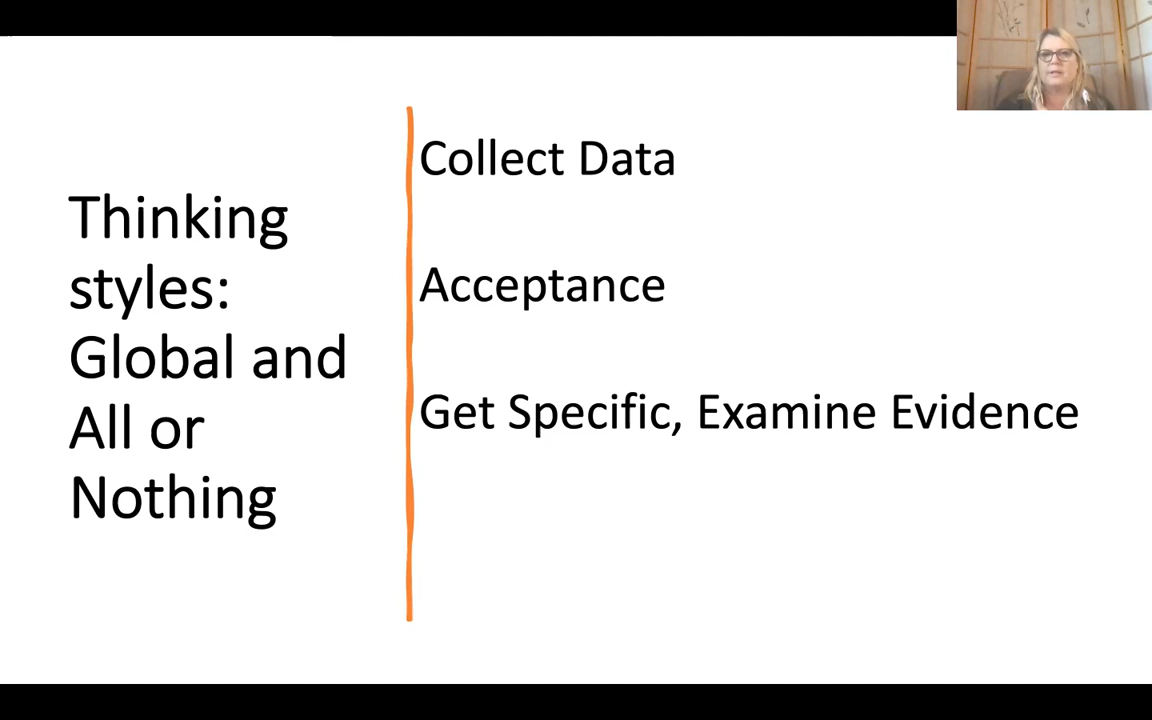 Thinking
styles:
Global and
All or
Nothing
Collect Data
Acceptance
Get Specific, Examine Evidence